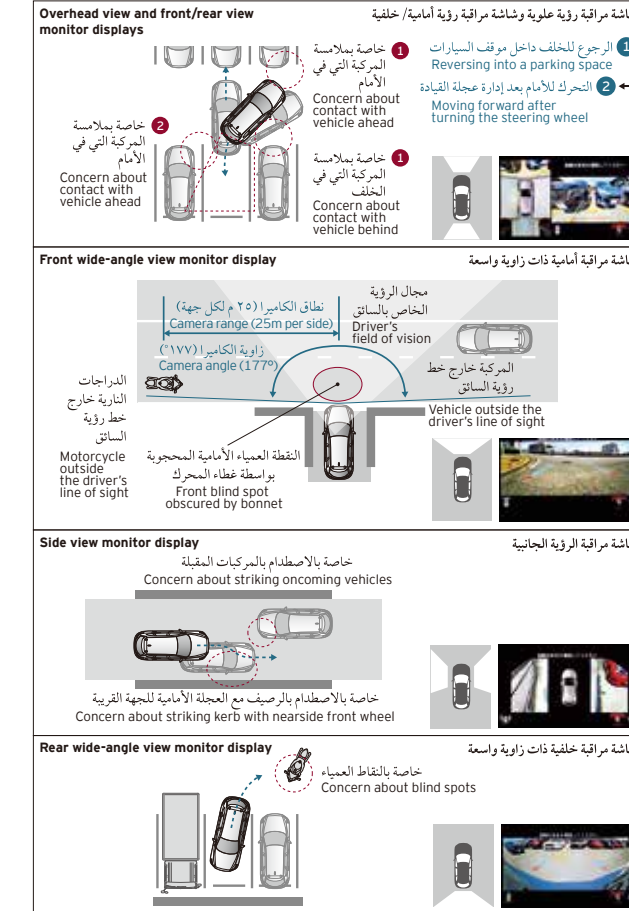 Overhead view and front/rear view
monitor displays
شاشة مراقبة رؤية علوية وشاشة مراقبة رؤية أمامية/ خلفية
1 الرجوع للخلف داخل موقف السيارات
Reversing into a parking space
2 التحرك للأمام بعد إدارة عجلة القيادة
Moving forward after
turning the steering wheel
1 خاصة بملامسة
المركبة التي في
الأمام
Concern about
contact with
vehicle ahead
2 خاصة بملامسة
المركبة التي في
الأمام
Concern about
contact with
vehicle ahead
1 خاصة بملامسة
المركبة التي في
الخلف
Concern about
contact with
vehicle behind
Front wide-angle view monitor display
شاشة مراقبة أمامية ذات زاوية واسعة
نطاق الكاميرا (٢٥ م لكل جهة)
Camera range (25m per side)
زاوية الكاميرا (١٧٧°)
Camera angle (177º)
مجال الرؤية
الخاص بالسائق
Driver's
field of vision
المركبة خارج خط
رؤية السائق
Vehicle outside the
driver's line of sight
الدراجات
النارية خارج
خط رؤية
السائق
Motorcycle
outside
the driver's
line of sight
النقطة العمياء الأمامية المحجوبة
بواسطة غطاء المحرك
Front blind spot
obscured by bonnet
Side view monitor display
شاشة مراقبة الرؤية الجانبية
خاصة بالاصطدام بالمركبات المقبلة
Concern about striking oncoming vehicles
خاصة بالاصطدام بالرصيف مع العجلة الأمامية للجهة القريبة
Concern about striking kerb with nearside front wheel
Rear wide-angle view monitor display
شاشة مراقبة خلفية ذات زاوية واسعة
خاصة بالنقاط العمياء
Concern about blind spots